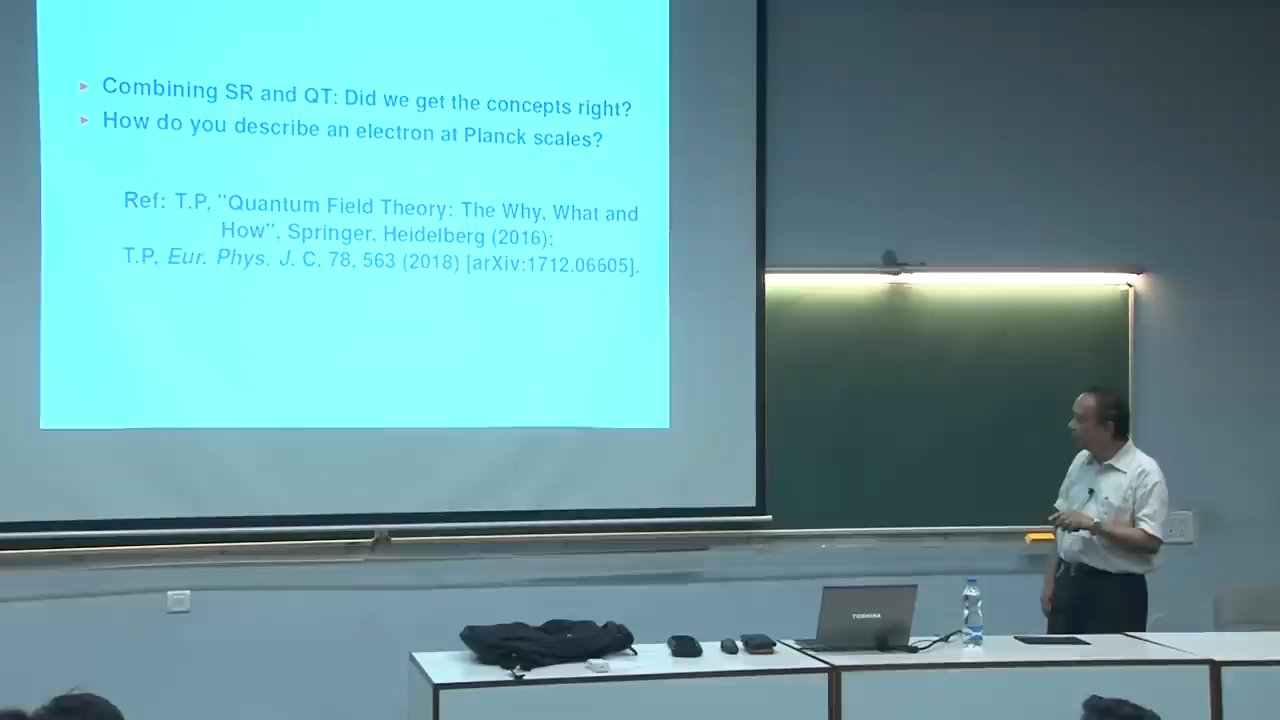 Combining SR and QT: Did we get the concepts right?
How do you describe an electron at Planck scales?
Ref: T.P, "Quantum Field Theory: The Why, What and
How", Springer, Heidelberg (2016);
T.P, Eur. Phys. J. C, 78, 563 (2018) [arXiv:1712.06605].
TOSHIBA